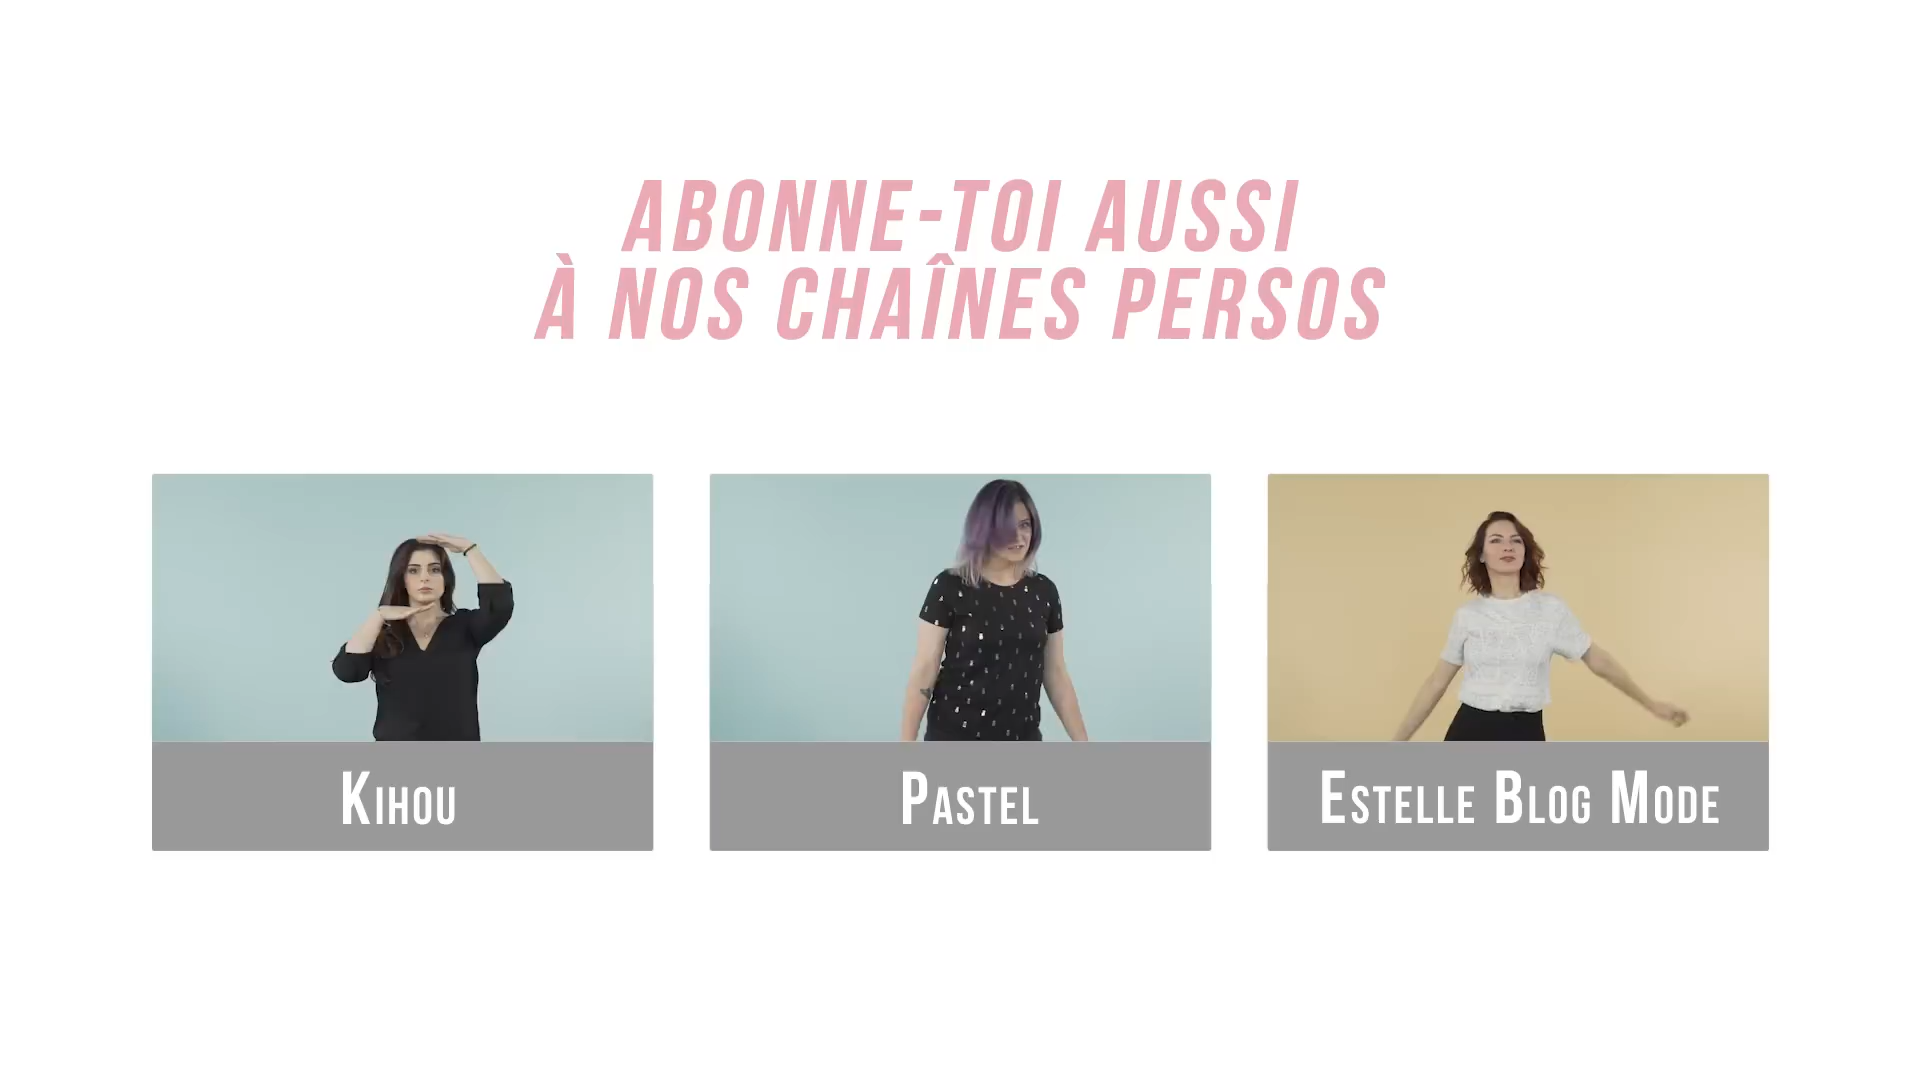 ABONNE-TOI AUSSI
À NOS CHAÎNES PERSOS
KIHOU
PASTEL
ESTELLE BLOG MODE